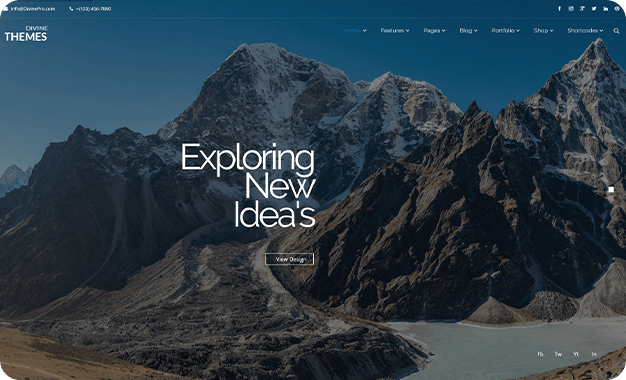 info@DivinePro.com
+(123)-456-7890
DIVINE
THEMES
Home
Features
Pages
Blog
Portfolio
Shop
Shortcodes
Exploring
New
Idea's
View Design
Fb
Tw
Yt
In